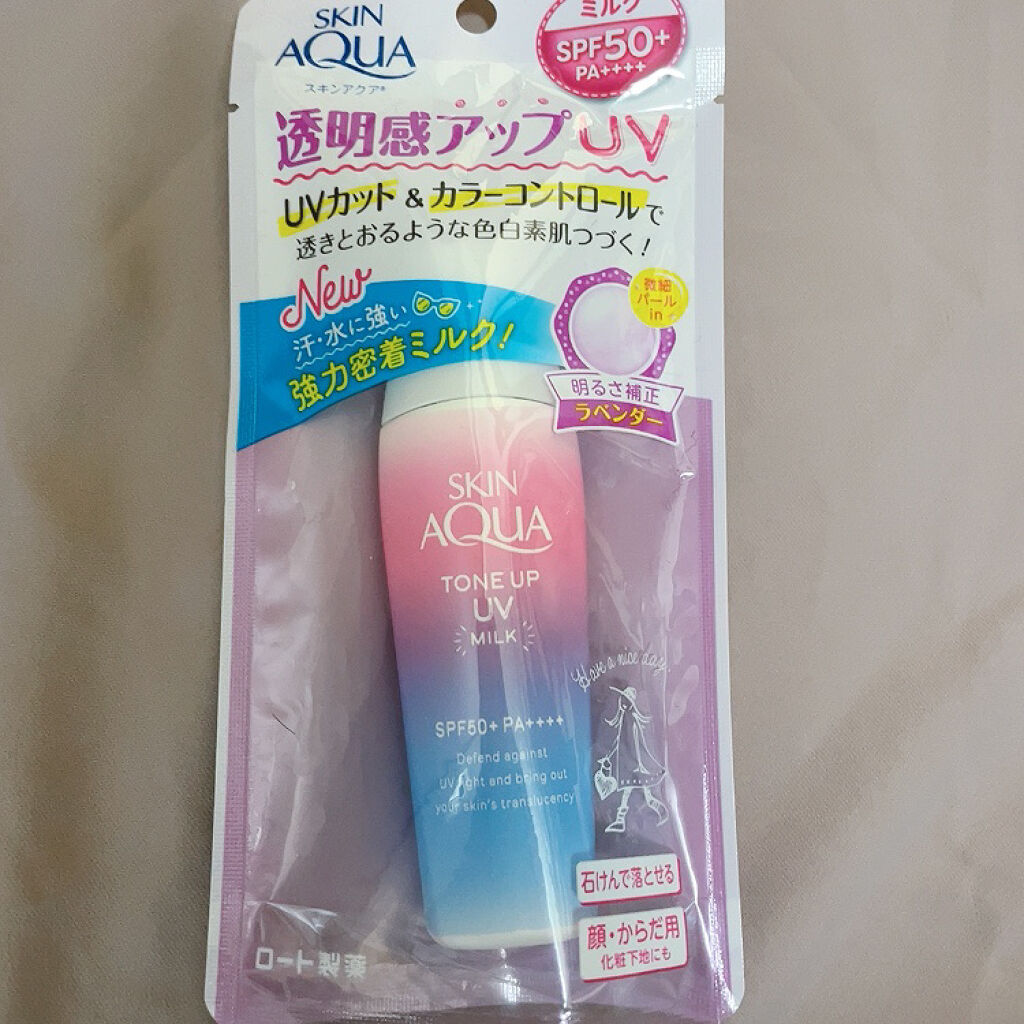 SKIN
AQUA
スキンアクア®
ミルク
SPF50+
PA++++
透明感アップUV
UVカット & カラーコントロールで
透きとおるような色白素肌つづく！
New
汗・水に強い
強力密着ミルク！
微細
パール
in
明るさ補正
ラベンダー
SKIN
AQUA
TONE UP
UV
MILK
SPF50+ PA++++
Defend against
UV light and bring out
your skin's translucency
Have a nice day.
石けんで落とせる
顔・からだ用
化粧下地にも
ロート製薬